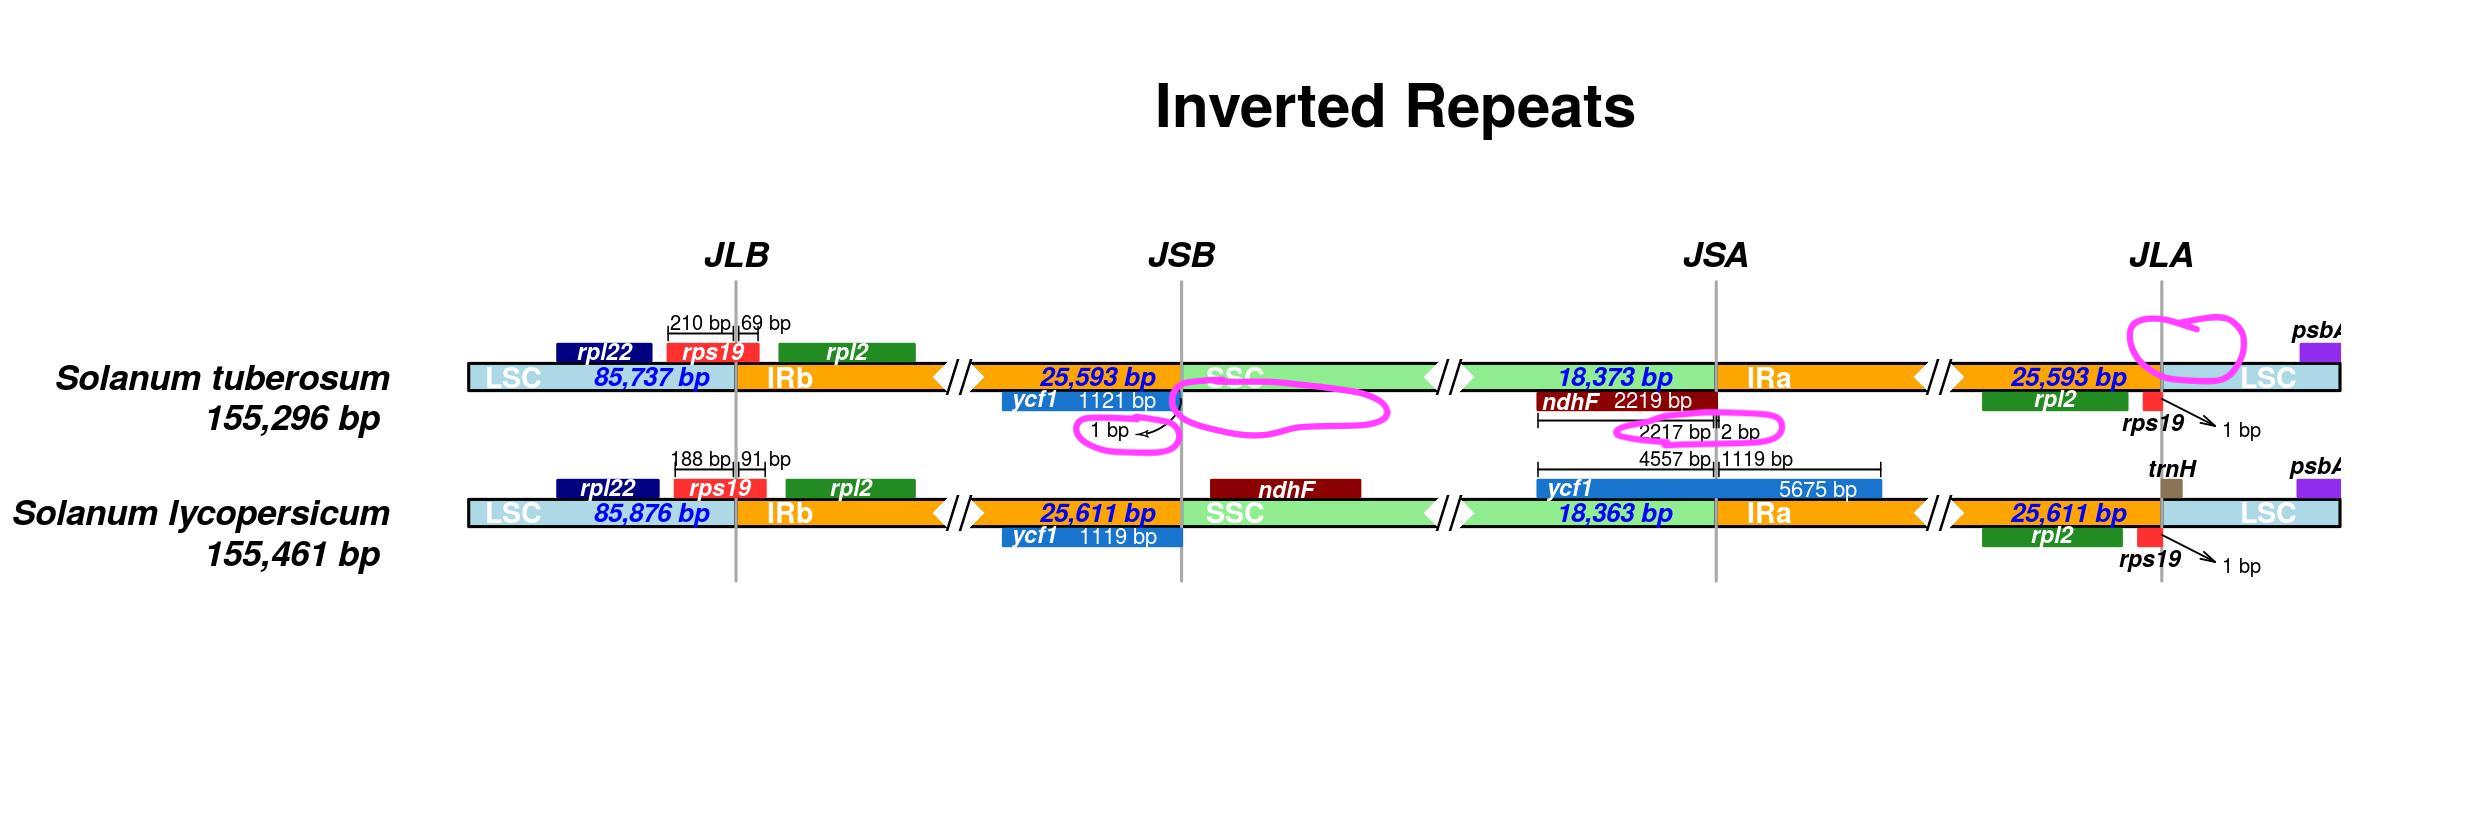 Inverted Repeats
JLB JSB JSA JLA
210 bp 69 bp psbA
rpl22 rps19 rpl2
Solanum tuberosum LSC 85,737 bp IRb 25,593 bp SSC 18,373 bp IRa 25,593 bp LSC
ycf1 1121 bp ndhF 2219 bp rpl2
155,296 bp 1 bp 2217 bp 2 bp rps19 1 bp
188 bp 91 bp 4557 bp 1119 bp trnH psbA
rpl22 rps19 rpl2 ndhF ycf1 5675 bp
Solanum lycopersicum LSC 85,876 bp IRb 25,611 bp SSC 18,363 bp IRa 25,611 bp LSC
ycf1 1119 bp rpl2
155,461 bp rps19 1 bp